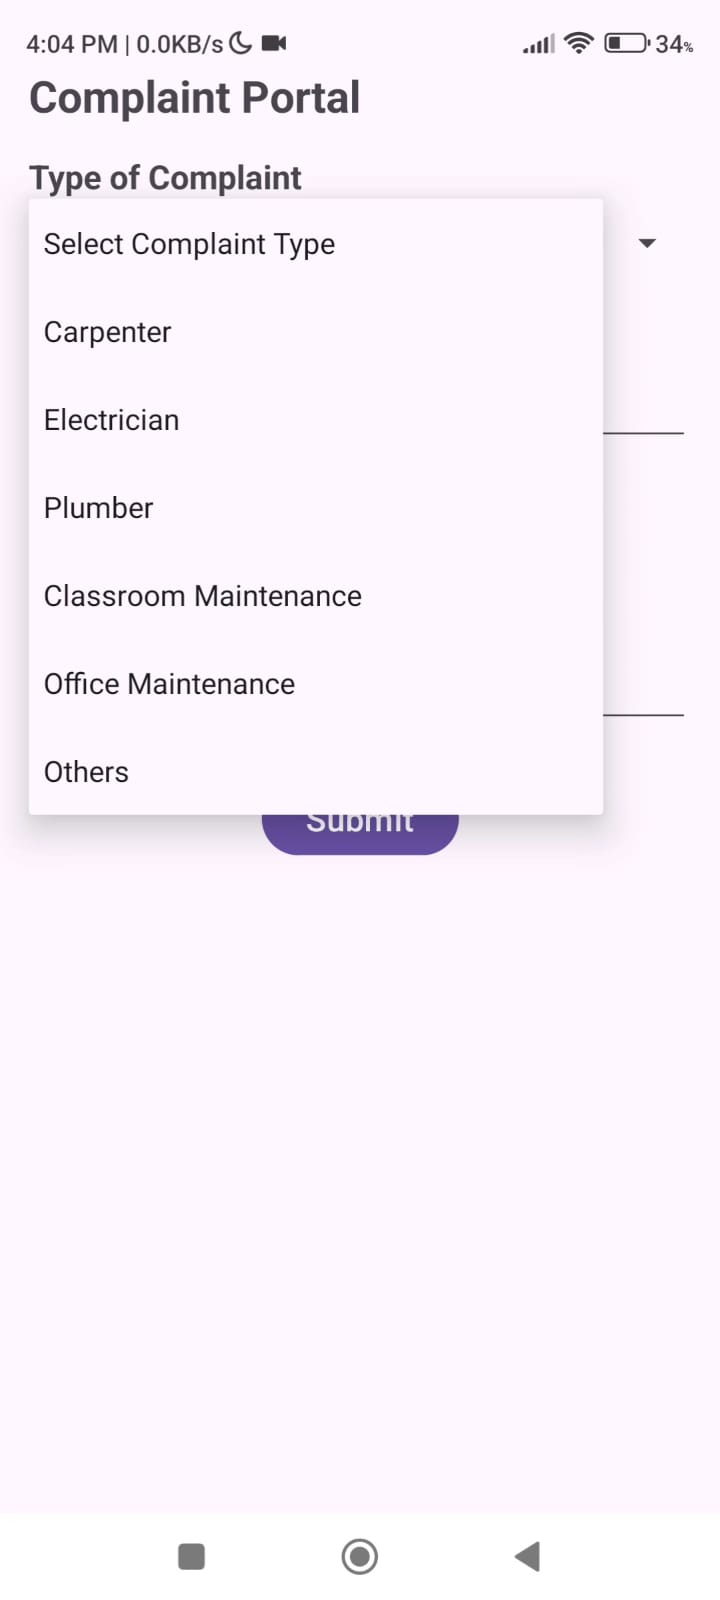 4:04 PM | 0.0KB/s 34%
Complaint Portal
Type of Complaint
Select Complaint Type
Carpenter
Electrician
Plumber
Classroom Maintenance
Office Maintenance
Others
Submit